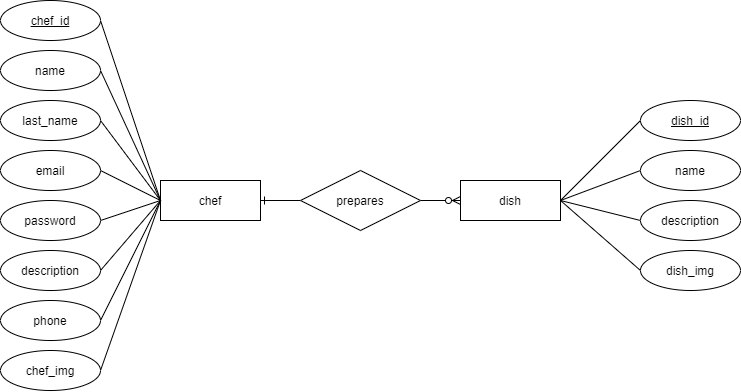 chef_id
name
last_name
email
password
description
phone
chef_img
chef
prepares
dish
dish_id
name
description
dish_img